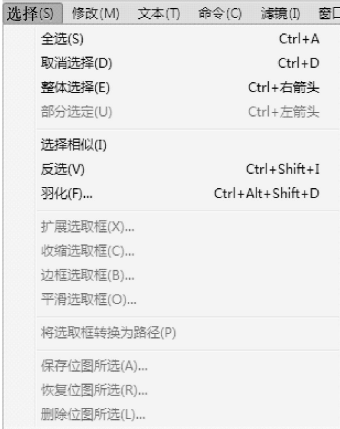 选择(S) 修改(M) 文本(T) 命令(C) 滤镜(I) 窗口
全选(S) Ctrl+A
取消选择(D) Ctrl+D
整体选择(E) Ctrl+右箭头
部分选定(U) Ctrl+左箭头
选择相似(I)
反选(V) Ctrl+Shift+I
羽化(F)... Ctrl+Alt+Shift+D
扩展选取框(X)...
收缩选取框(C)...
边框选取框(B)...
平滑选取框(O)...
将选取框转换为路径(P)
保存位图所选(A)...
恢复位图所选(R)...
删除位图所选(L)...